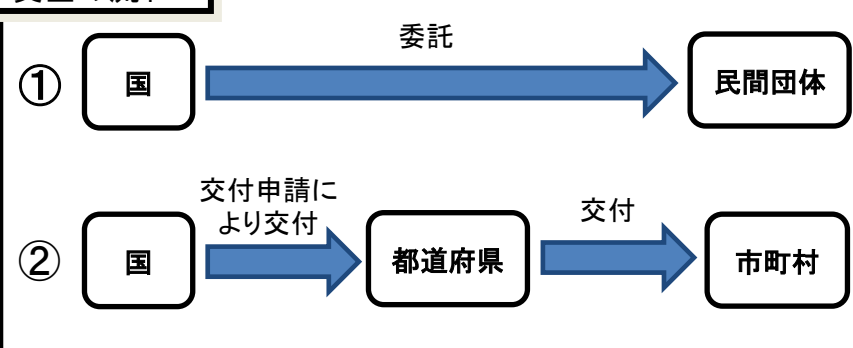 委託
① 国 民間団体
交付申請に
より交付
交付
② 国 都道府県 市町村